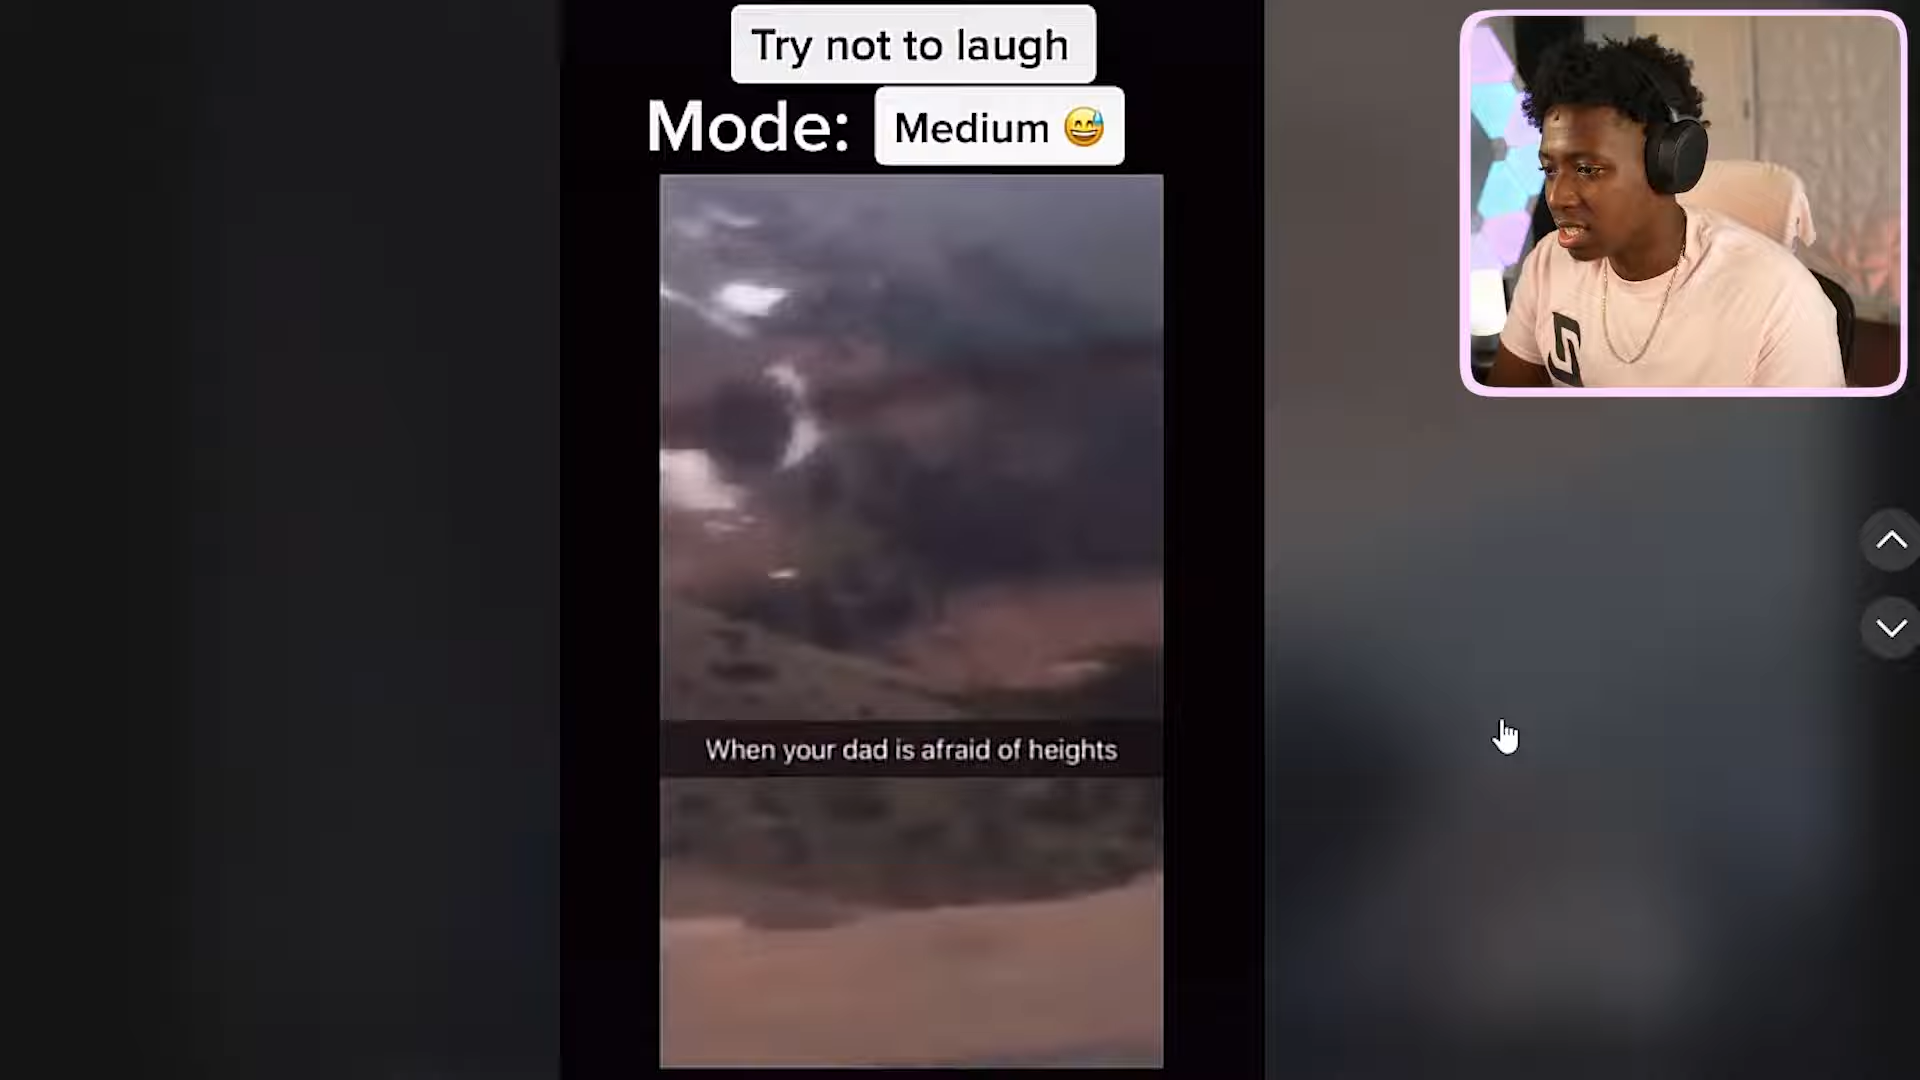 Try not to laugh
Mode: Medium 😅
When your dad is afraid of heights